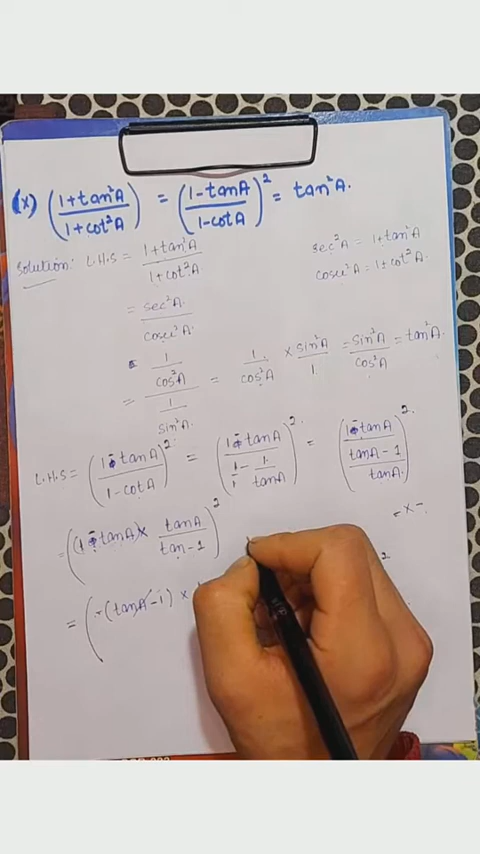 (x) (1+tan²A / 1+cot²A) = (1-tanA / 1-cotA)² = tan²A.
Solution: L.H.S = 1+tan²A / 1+cot²A
sec²A = 1+tan²A
cosec²A = 1+cot²A
= sec²A / cosec²A.
= (1 / cos²A) / (1 / sin²A) = 1 / cos²A × sin²A / 1 = sin²A / cos²A = tan²A.
L.H.S = (1-tanA / 1-cotA)² = (1-tanA / (1/1 - 1/tanA))² = (1-tanA / (tanA-1 / tanA))².
= ((1-tanA) × tanA / tan-1)²
= x -.
= (-(tanA-1) ×
2.